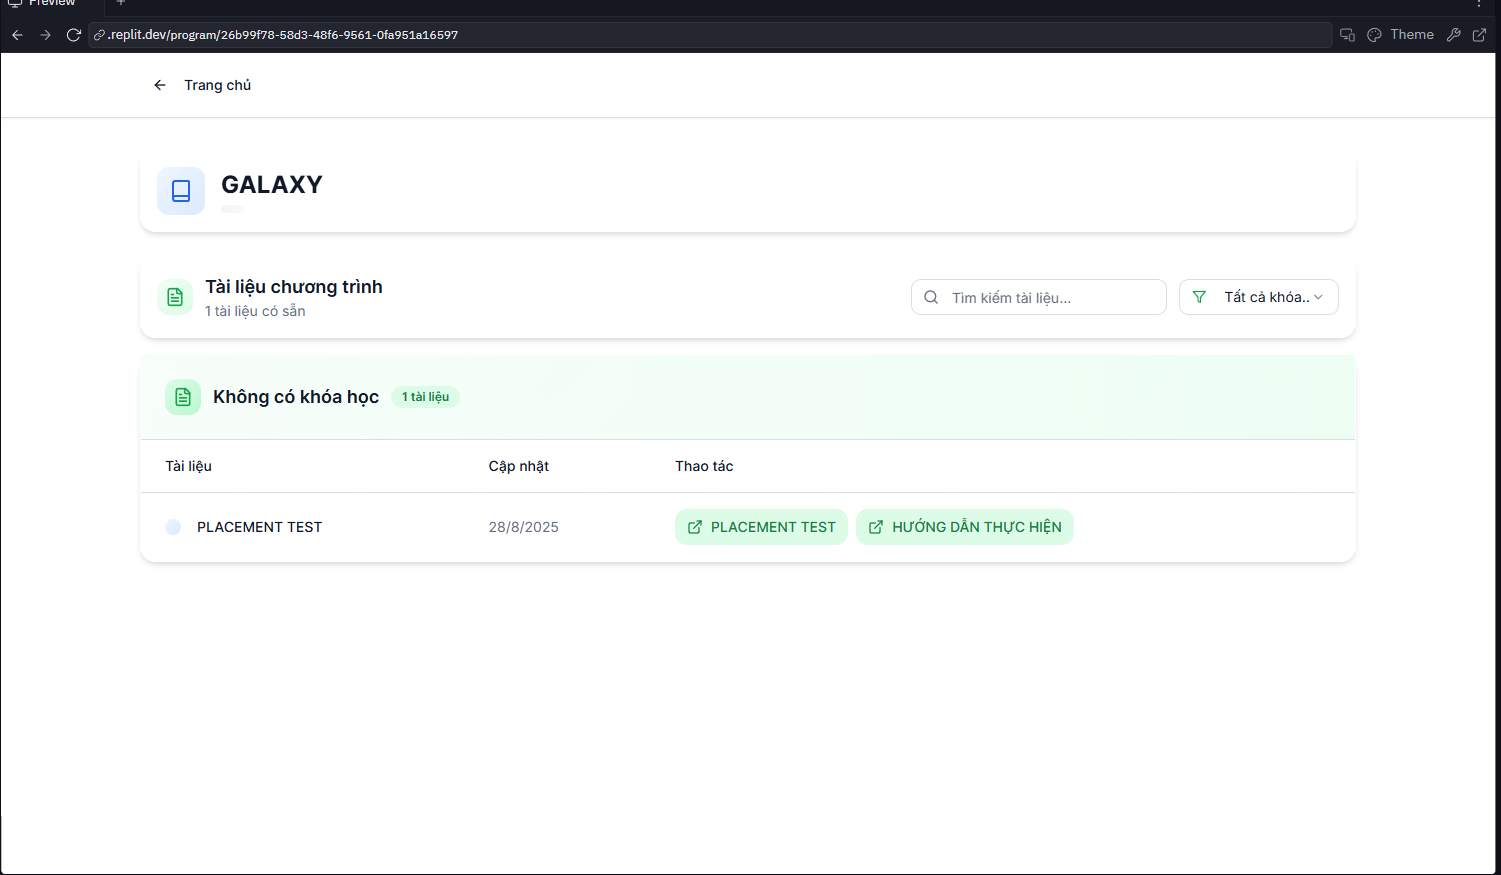 Preview
.replit.dev/program/26b99f78-58d3-48f6-9561-0fa951a16597
Theme
Trang chủ
GALAXY
Tài liệu chương trình
1 tài liệu có sẵn
Tìm kiếm tài liệu...
Tất cả khóa..
Không có khóa học
1 tài liệu
Tài liệu Cập nhật Thao tác
PLACEMENT TEST 28/8/2025 PLACEMENT TEST HƯỚNG DẪN THỰC HIỆN